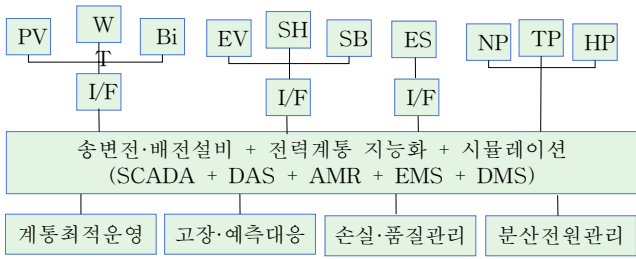 PV WT Bi EV SH SB ES NP TP HP
I/F I/F I/F
송변전·배전설비 + 전력계통 지능화 + 시뮬레이션
(SCADA + DAS + AMR + EMS + DMS)
계통최적운영 고장·예측대응 손실·품질관리 분산전원관리